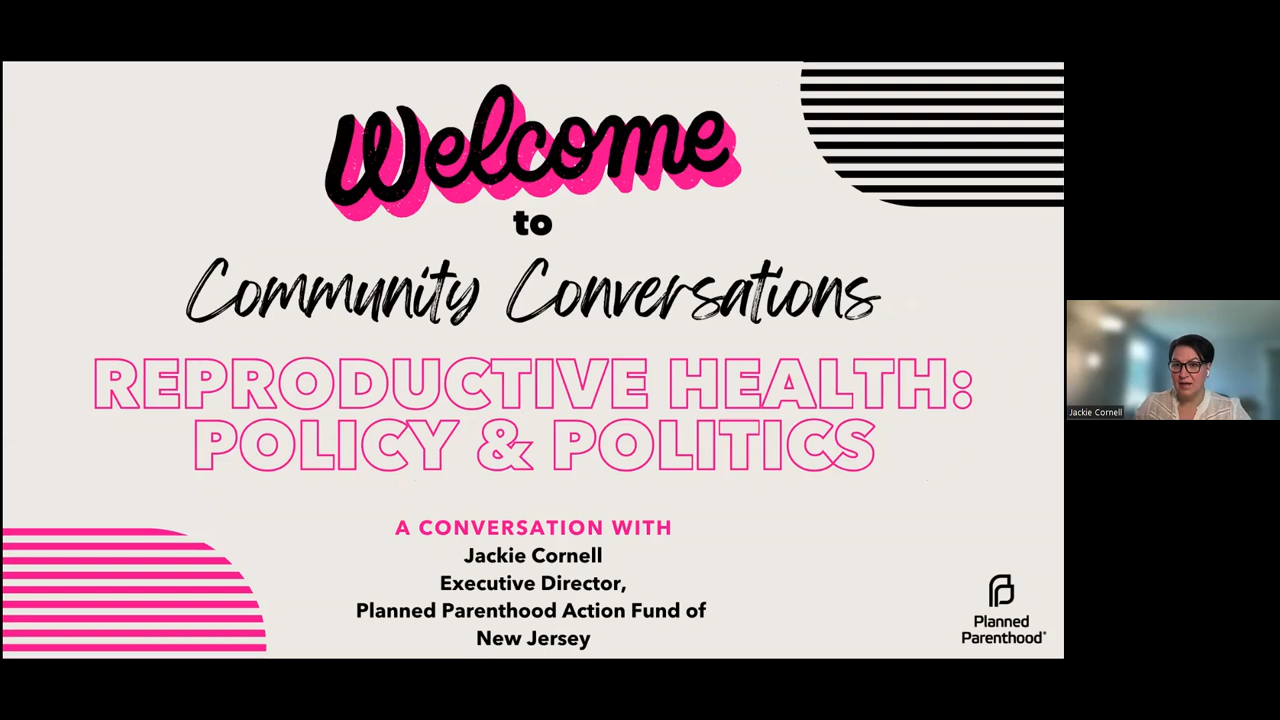 Welcome
to
Community Conversations
REPRODUCTIVE HEALTH:
POLICY & POLITICS
A CONVERSATION WITH
Jackie Cornell
Executive Director,
Planned Parenthood Action Fund of
New Jersey
Planned
Parenthood®
Jackie Cornell